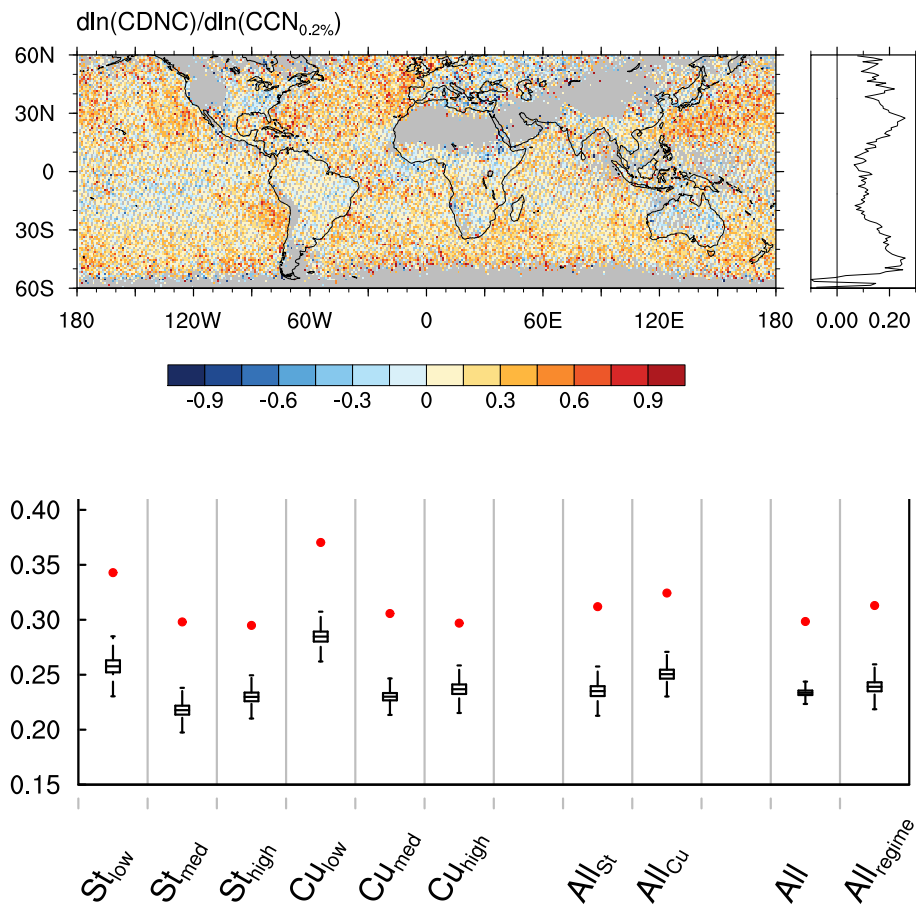 dln(CDNC)/dln(CCN0.2%)
60N
30N
0
30S
60S
180 120W 60W 0 60E 120E 180
0.00 0.20
-0.9 -0.6 -0.3 0 0.3 0.6 0.9
0.40
0.35
0.30
0.25
0.20
0.15
Stlow Stmed Sthigh Culow Cumed Cuhigh AllSt AllCu All Allregime